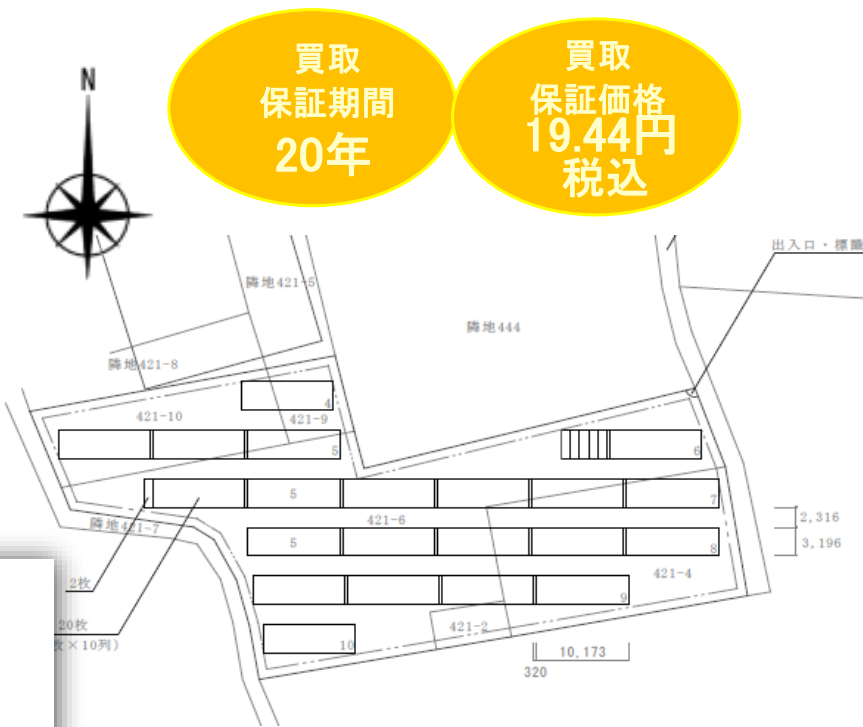 N
買取
保証期間
20年
買取
保証価格
19.44円
税込
出入口・標識
隣地421-5
隣地444
隣地421-8
4
421-10
421-9
5
6
5
7
421-6
隣地421-7
2,316
5
8
3,196
421-4
2枚
9
20枚
枚×10列)
421-2
10
10,173
320